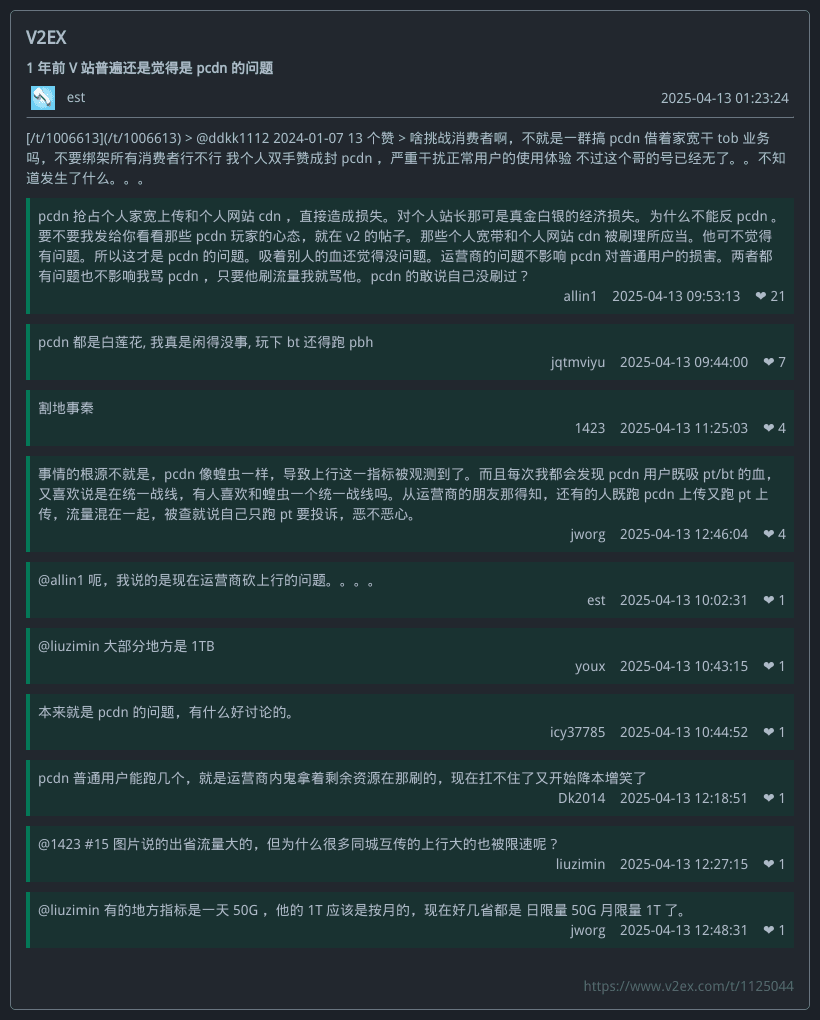 V2EX
1 年前 V 站普遍还是觉得是 pcdn 的问题
est
2025-04-13 01:23:24
[/t/1006613](/t/1006613) > @ddkk1112 2024-01-07 13 个赞 > 啥挑战消费者啊，不就是一群搞 pcdn 借着家宽干 tob 业务
吗，不要绑架所有消费者行不行 我个人双手赞成封 pcdn ，严重干扰正常用户的使用体验 不过这个哥的号已经无了。。不知
道发生了什么。。。
pcdn 抢占个人家宽上传和个人网站 cdn ，直接造成损失。对个人站长那可是真金白银的经济损失。为什么不能反 pcdn 。
要不要我发给你看看那些 pcdn 玩家的心态，就在 v2 的帖子。那些个人宽带和个人网站 cdn 被刷理所应当。他可不觉得
有问题。所以这才是 pcdn 的问题。吸着别人的血还觉得没问题。运营商的问题不影响 pcdn 对普通用户的损害。两者都
有问题也不影响我骂 pcdn ，只要他刷流量我就骂他。pcdn 的敢说自己没刷过？
allin1 2025-04-13 09:53:13 ❤ 21
pcdn 都是白莲花, 我真是闲得没事, 玩下 bt 还得跑 pbh
jqtmviyu 2025-04-13 09:44:00 ❤ 7
割地事秦
1423 2025-04-13 11:25:03 ❤ 4
事情的根源不就是，pcdn 像蝗虫一样，导致上行这一指标被观测到了。而且每次我都会发现 pcdn 用户既吸 pt/bt 的血，
又喜欢说是在统一战线，有人喜欢和蝗虫一个统一战线吗。从运营商的朋友那得知，还有的人既跑 pcdn 上传又跑 pt 上
传，流量混在一起，被查就说自己只跑 pt 要投诉，恶不恶心。
jworg 2025-04-13 12:46:04 ❤ 4
@allin1 呃，我说的是现在运营商砍上行的问题。。。。
est 2025-04-13 10:02:31 ❤ 1
@liuzimin 大部分地方是 1TB
youx 2025-04-13 10:43:15 ❤ 1
本来就是 pcdn 的问题，有什么好讨论的。
icy37785 2025-04-13 10:44:52 ❤ 1
pcdn 普通用户能跑几个，就是运营商内鬼拿着剩余资源在那刷的，现在扛不住了又开始降本增笑了
Dk2014 2025-04-13 12:18:51 ❤ 1
@1423 #15 图片说的出省流量大的，但为什么很多同城互传的上行大的也被限速呢？
liuzimin 2025-04-13 12:27:15 ❤ 1
@liuzimin 有的地方指标是一天 50G ，他的 1T 应该是按月的，现在好几省都是 日限量 50G 月限量 1T 了。
jworg 2025-04-13 12:48:31 ❤ 1
https://www.v2ex.com/t/1125044